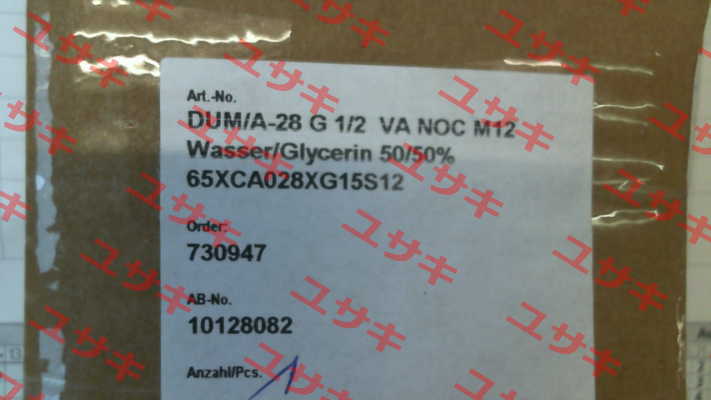 Art.-No.
DUM/A-28 G 1/2 VA NOC M12
Wasser/Glycerin 50/50%
65XCA028XG15S12
Order:
730947
AB-No.
10128082
Anzahl/Pcs.
1
ユサキ